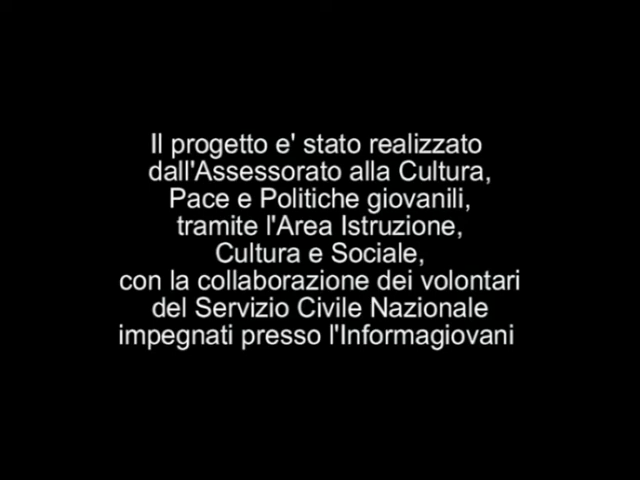 Il progetto e' stato realizzato
dall'Assessorato alla Cultura,
Pace e Politiche giovanili,
tramite l'Area Istruzione,
Cultura e Sociale,
con la collaborazione dei volontari
del Servizio Civile Nazionale
impegnati presso l'Informagiovani